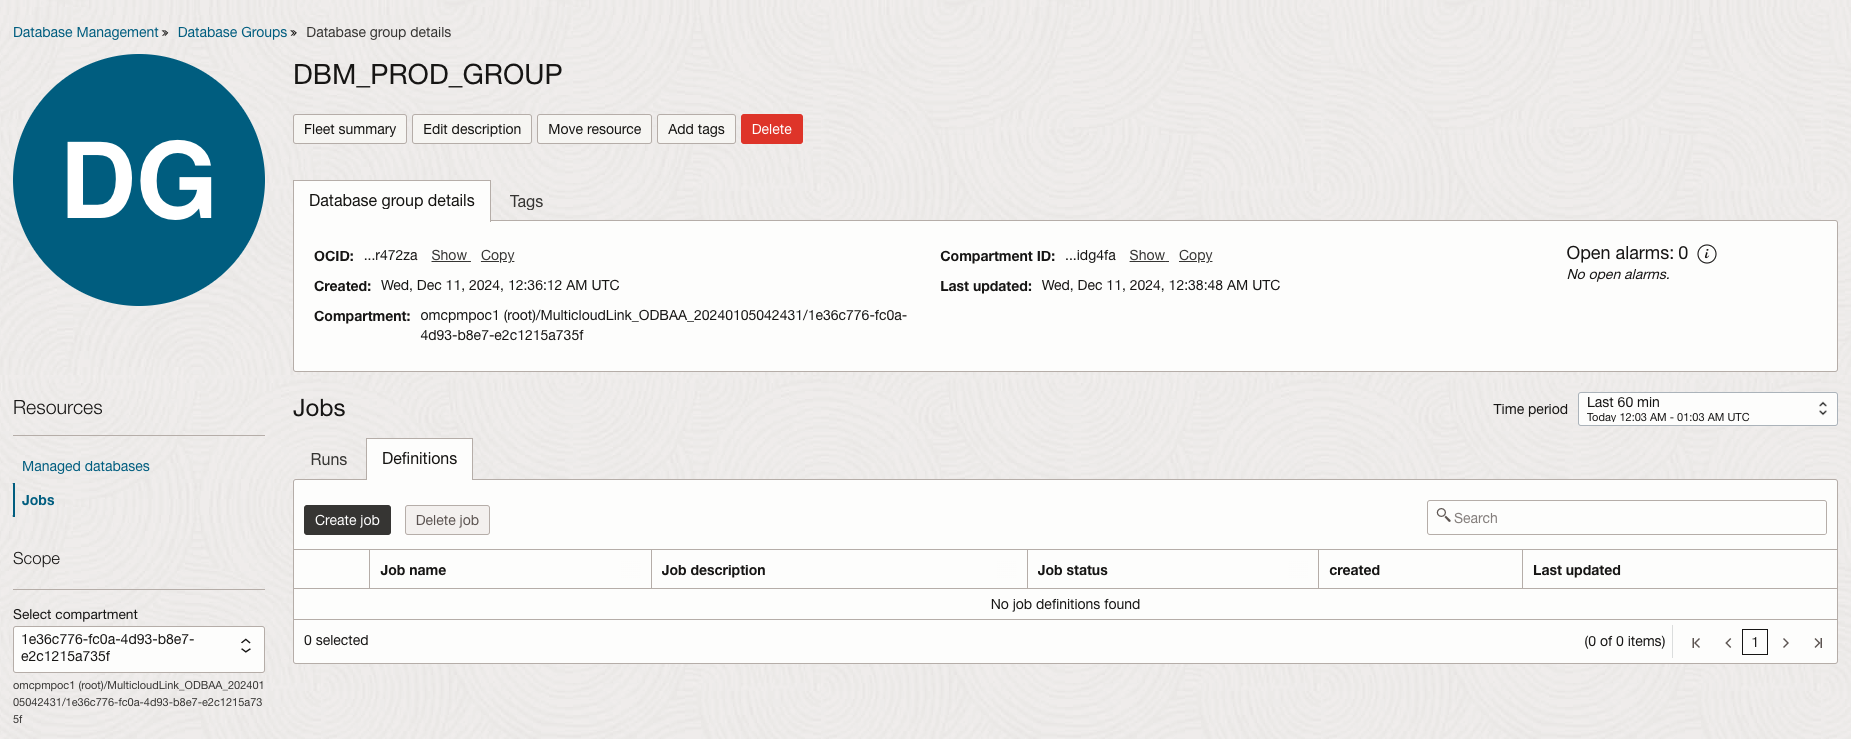 Database Management » Database Groups » Database group details
DG
DBM_PROD_GROUP
Fleet summary Edit description Move resource Add tags Delete
Database group details Tags
OCID: ...r472za Show Copy
Created: Wed, Dec 11, 2024, 12:36:12 AM UTC
Compartment: omcpmpoc1 (root)/MulticloudLink_ODBAA_20240105042431/1e36c776-fc0a-
4d93-b8e7-e2c1215a735f
Compartment ID: ...idg4fa Show Copy
Last updated: Wed, Dec 11, 2024, 12:38:48 AM UTC
Open alarms: 0 i
No open alarms.
Resources
Managed databases
Jobs
Scope
Select compartment
1e36c776-fc0a-4d93-b8e7-
e2c1215a735f
omcpmpoc1 (root)/MulticloudLink_ODBAA_202401
05042431/1e36c776-fc0a-4d93-b8e7-e2c1215a73
5f
Jobs
Time period Last 60 min
Today 12:03 AM - 01:03 AM UTC
Runs Definitions
Create job Delete job Search
Job name Job description Job status created Last updated
No job definitions found
0 selected (0 of 0 items) 1